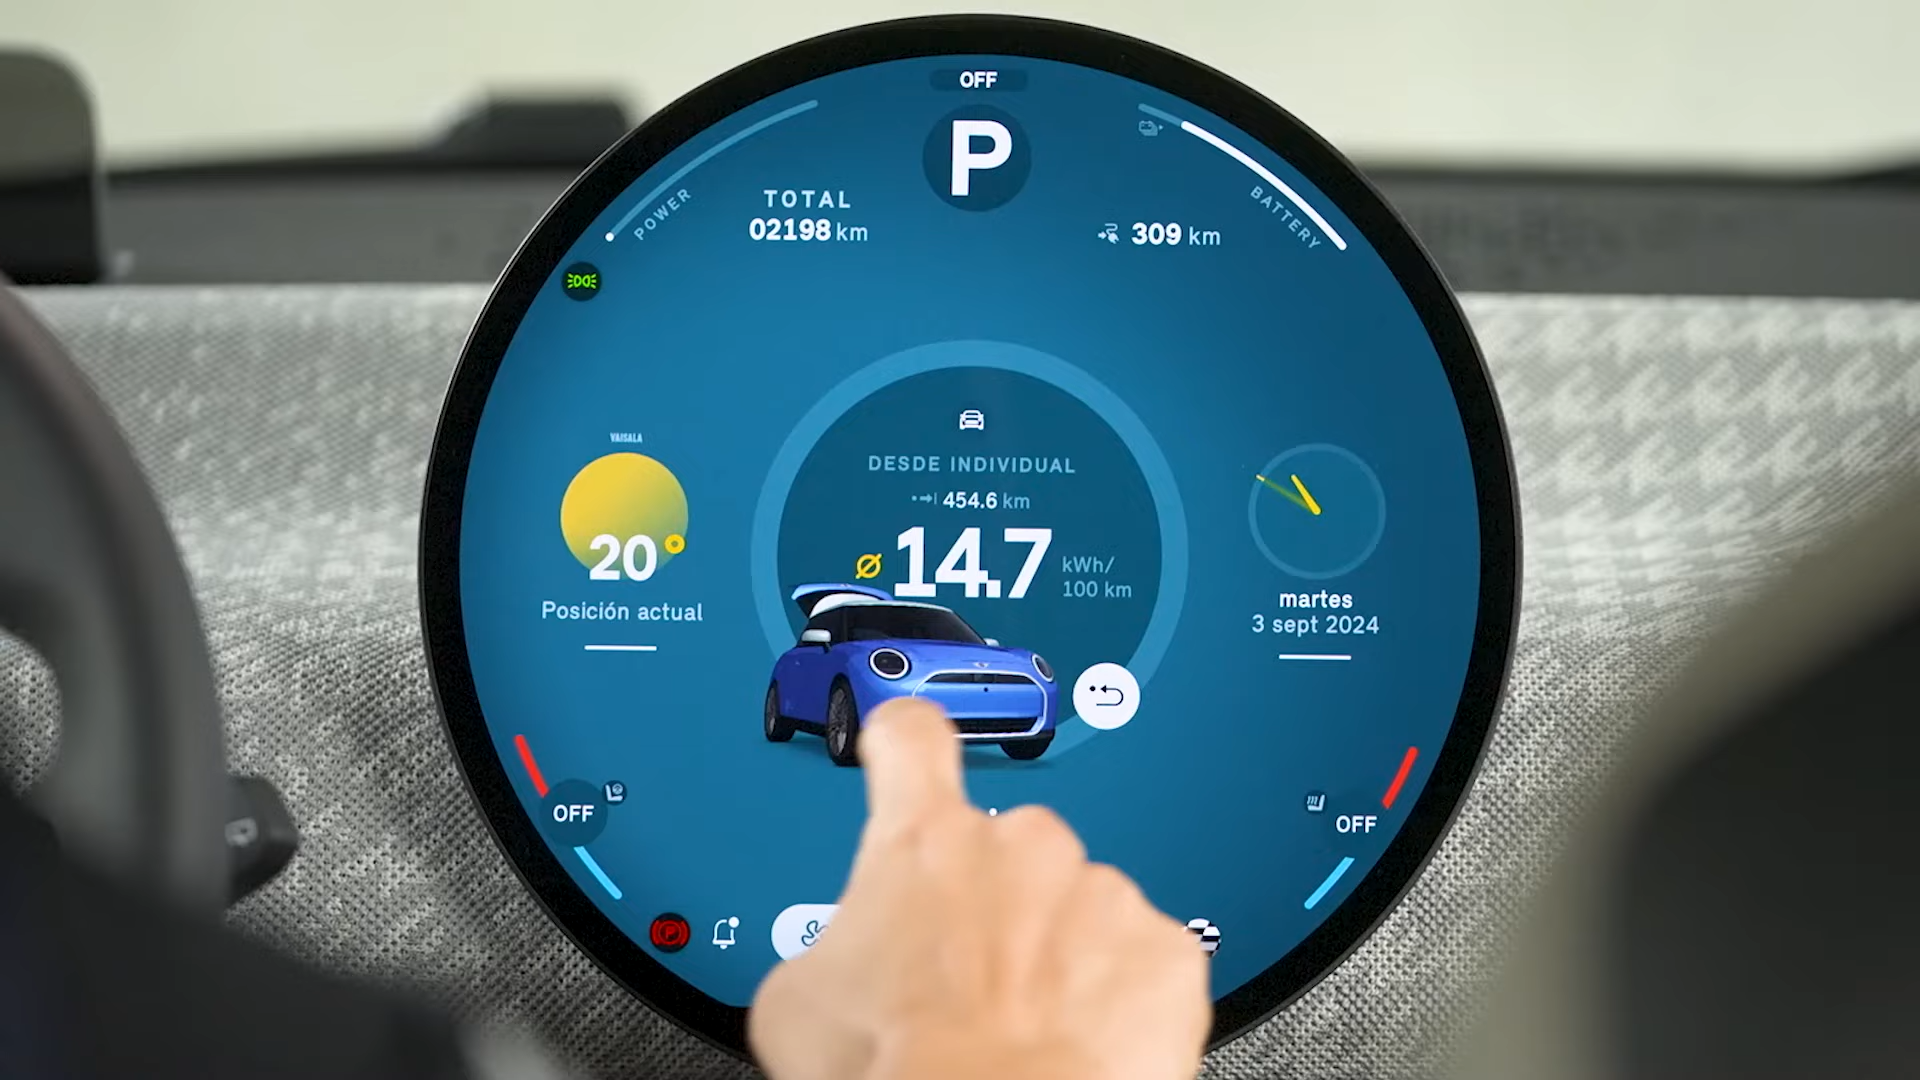 OFF
P
POWER
BATTERY
TOTAL
02198 km
309 km
VAISALA
20°
Posición actual
DESDE INDIVIDUAL
454.6 km
Ø 14.7 kWh/
100 km
martes
3 sept 2024
OFF
OFF
P